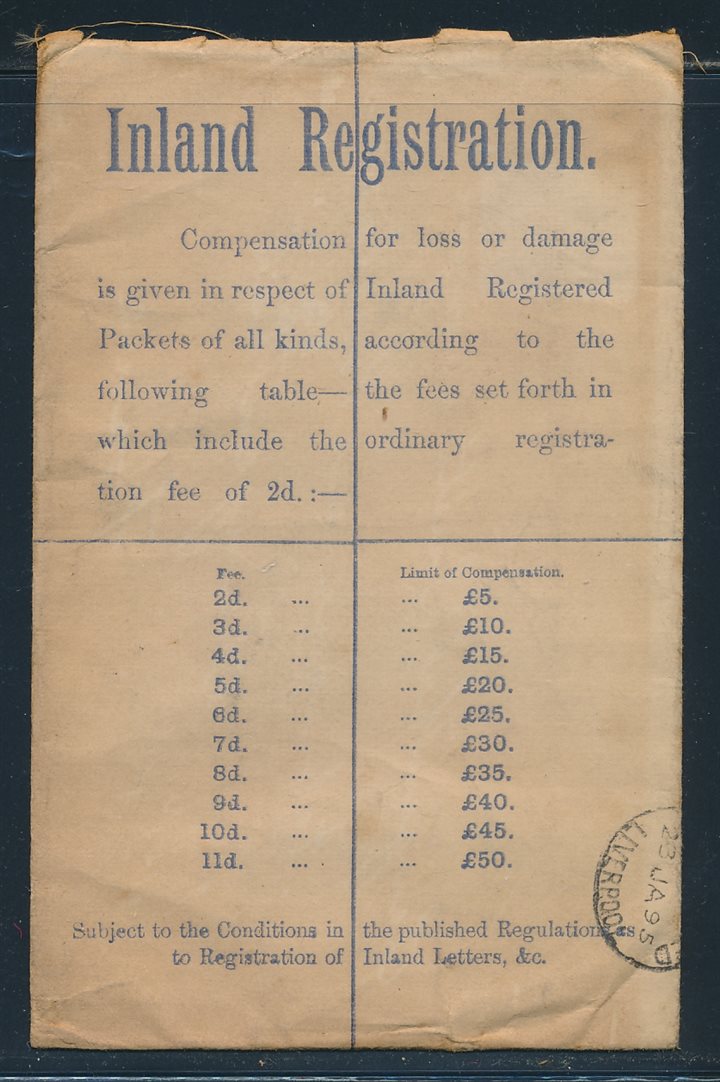 Inland Registration.
Compensation for loss or damage
is given in respect of Inland Registered
Packets of all kinds, according to the
following table— the fees set forth in
which include the ordinary registra-
tion fee of 2d. :—
Fee. Limit of Compensation.
2d. ... ... £5.
3d. ... ... £10.
4d. ... ... £15.
5d. ... ... £20.
6d. ... ... £25.
7d. ... ... £30.
8d. ... ... £35.
9d. ... ... £40.
10d. ... ... £45.
11d. ... ... £50.
Subject to the Conditions in the published Regulations as
to Registration of Inland Letters, &c.
LIVERPOOL
28 JA 95